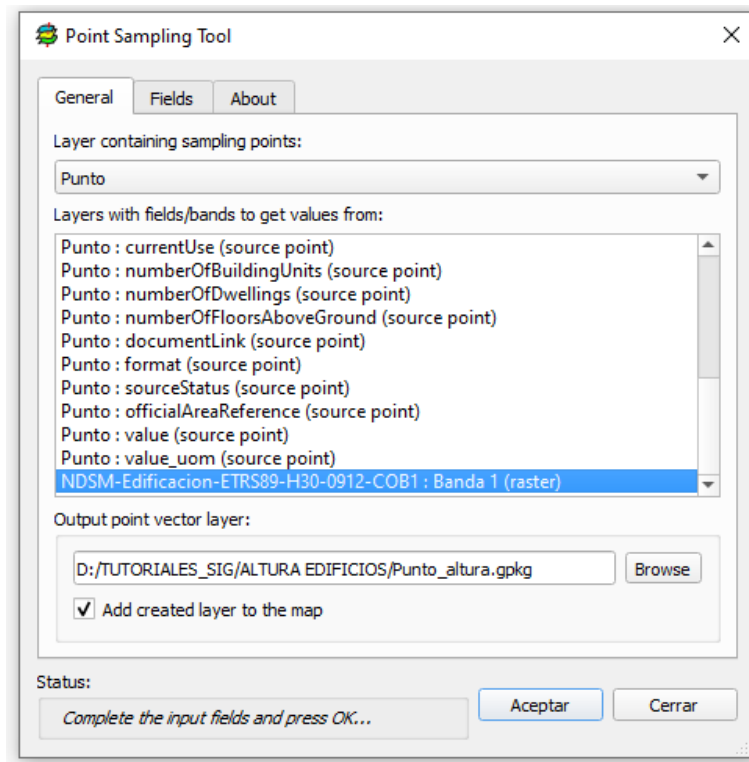 Point Sampling Tool
General
Fields
About
Layer containing sampling points:
Punto
Layers with fields/bands to get values from:
Punto : currentUse (source point)
Punto : numberOfBuildingUnits (source point)
Punto : numberOfDwellings (source point)
Punto : numberOfFloorsAboveGround (source point)
Punto : documentLink (source point)
Punto : format (source point)
Punto : sourceStatus (source point)
Punto : officialAreaReference (source point)
Punto : value (source point)
Punto : value_uom (source point)
NDSM-Edificacion-ETRS89-H30-0912-COB1 : Banda 1 (raster)
Output point vector layer:
D:/TUTORIALES_SIG/ALTURA EDIFICIOS/Punto_altura.gpkg
Browse
Add created layer to the map
Status:
Complete the input fields and press OK...
Aceptar
Cerrar